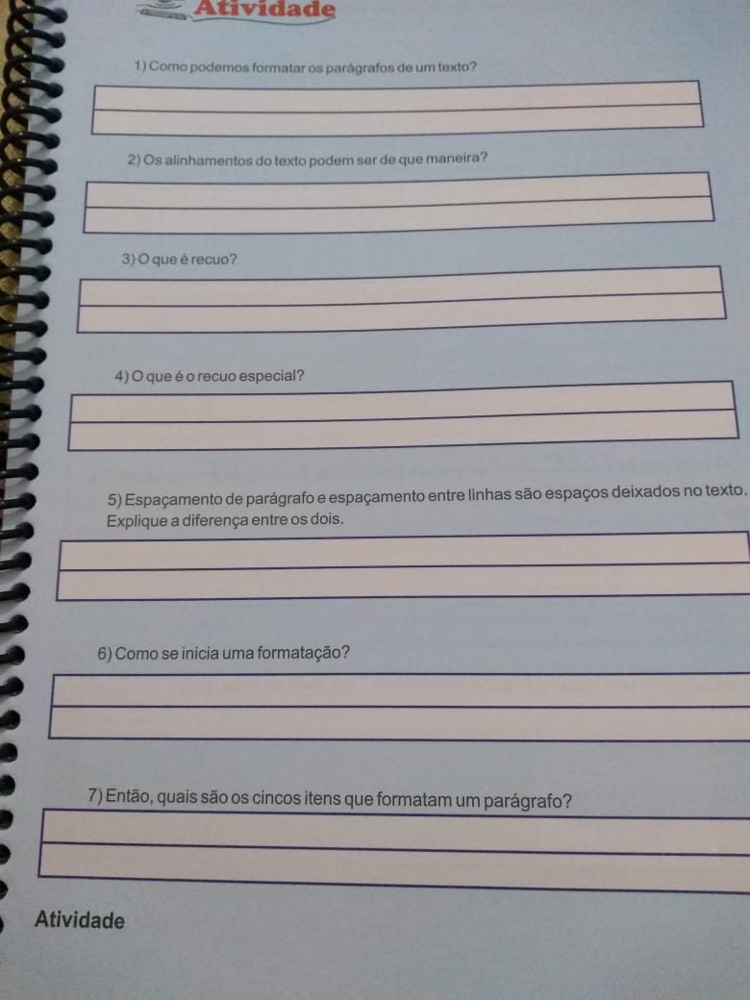 Atividade
1) Como podemos formatar os parágrafos de um texto?
2) Os alinhamentos do texto podem ser de que maneira?
3) O que é recuo?
4) O que é o recuo especial?
5) Espaçamento de parágrafo e espaçamento entre linhas são espaços deixados no texto.
Explique a diferença entre os dois.
6) Como se inicia uma formatação?
7) Então, quais são os cincos itens que formatam um parágrafo?
Atividade